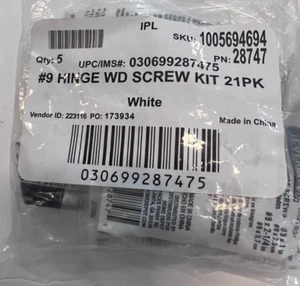 IPL
SKU: 1005694694
Qty: 5 UPC/IMS#: 030699287475 PN: 28747
#9 HINGE WD SCREW KIT 21PK
White
Vendor ID: 223116 PO: 173934 Made in China
030699287475